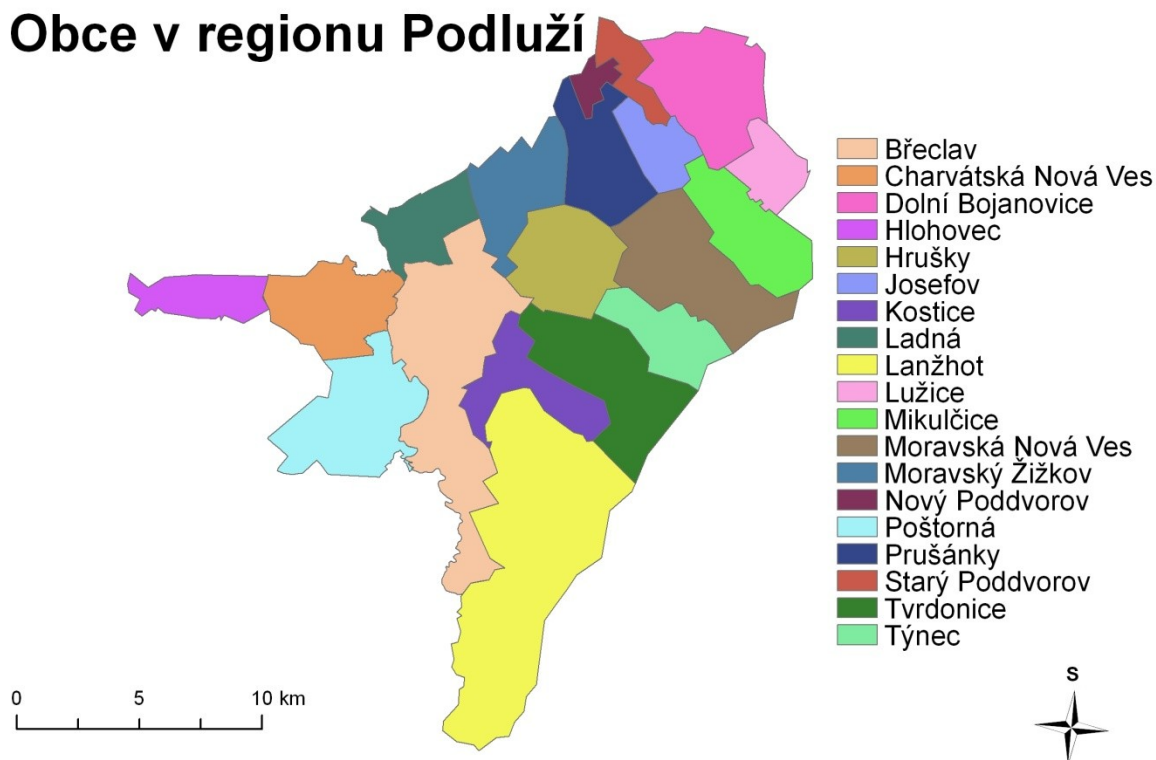 Obce v regionu Podluží
Břeclav
Charvátská Nová Ves
Dolní Bojanovice
Hlohovec
Hrušky
Josefov
Kostice
Ladná
Lanžhot
Lužice
Mikulčice
Moravská Nová Ves
Moravský Žižkov
Nový Poddvorov
Poštorná
Prušánky
Starý Poddvorov
Tvrdonice
Týnec
0 5 10 km
S